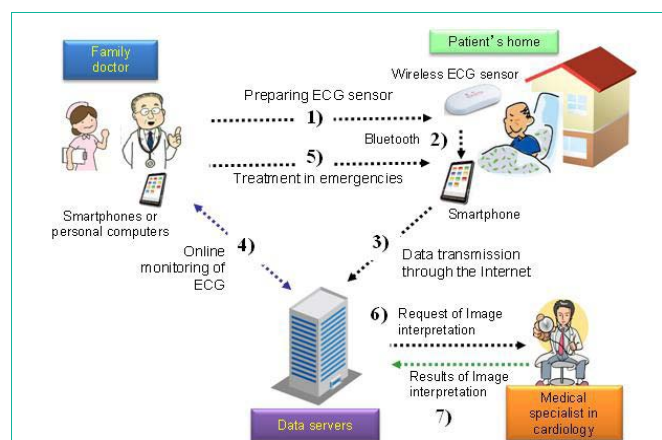 Family
doctor
Patient's home
Wireless ECG sensor
Preparing ECG sensor
1)
Bluetooth
2)
5)
Treatment in emergencies
Smartphones or
personal computers
Smartphone
4)
Online
monitoring of
ECG
3)
Data transmission
through the Internet
6)
Request of Image
interpretation
Results of Image
interpretation
7)
Data servers
Medical
specialist in
cardiology